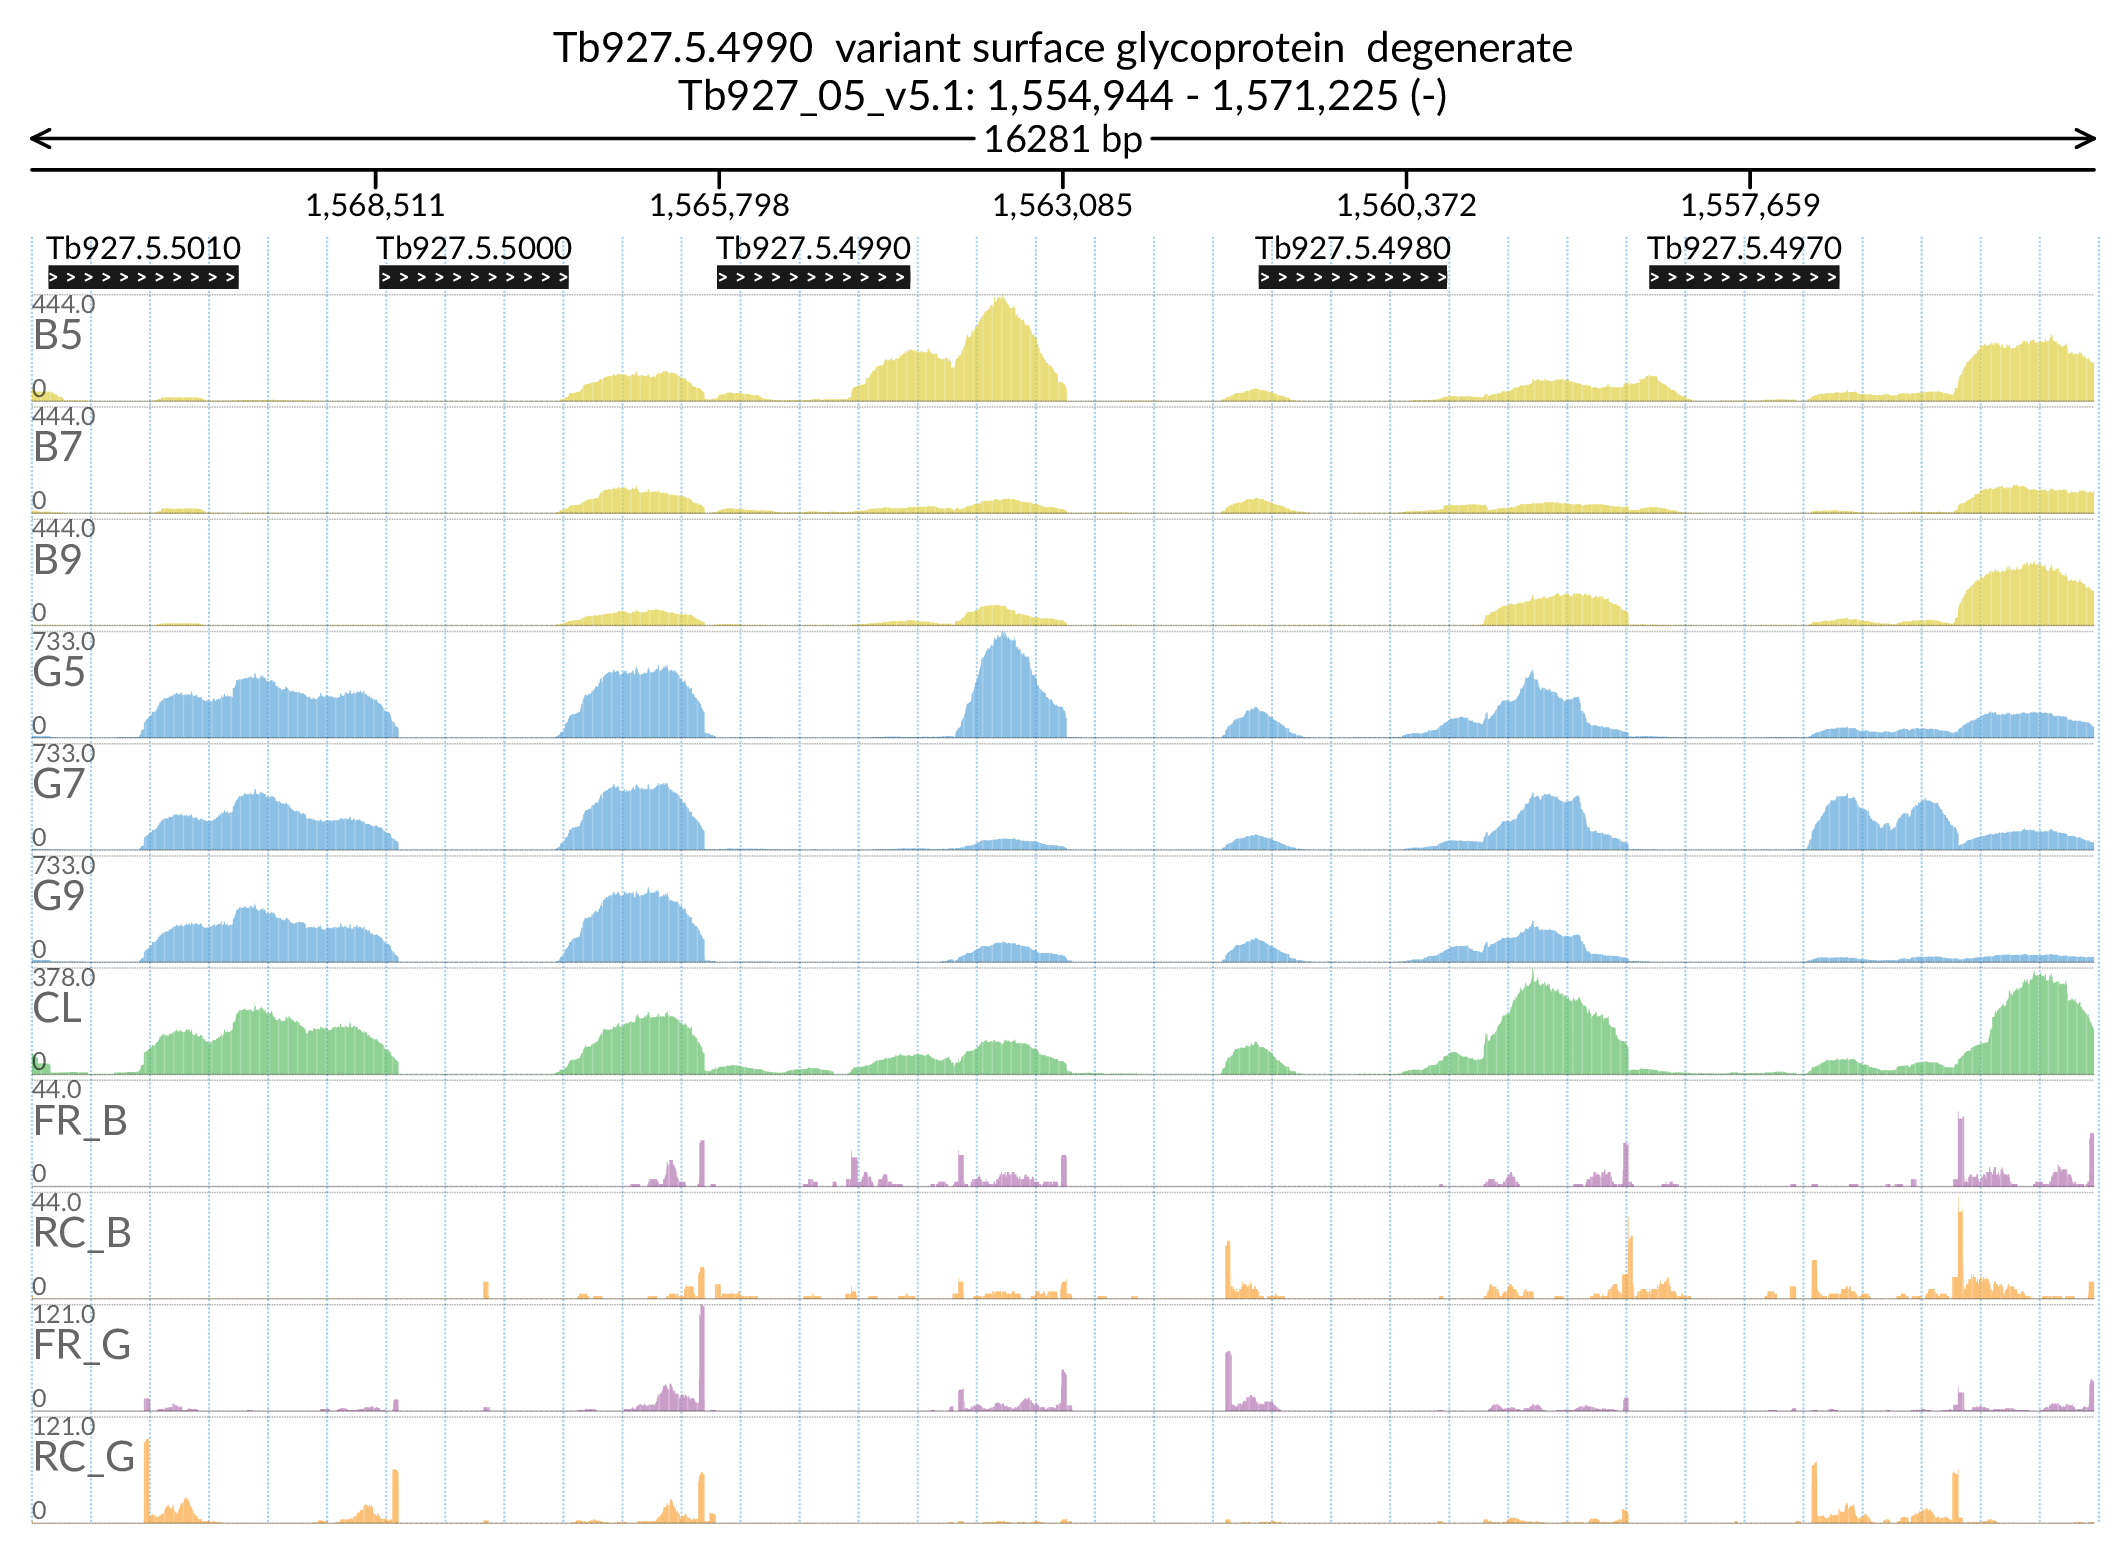 Tb927.5.4990  variant surface glycoprotein  degenerate
Tb927_05_v5.1: 1,554,944 - 1,571,225 (-)
16281 bp
1,568,511 1,565,798 1,563,085 1,560,372 1,557,659
Tb927.5.5010 Tb927.5.5000 Tb927.5.4990 Tb927.5.4980 Tb927.5.4970
444.0
B5
0
444.0
B7
0
444.0
B9
0
733.0
G5
0
733.0
G7
0
733.0
G9
0
378.0
CL
0
44.0
FR_B
0
44.0
RC_B
0
121.0
FR_G
0
121.0
RC_G
0